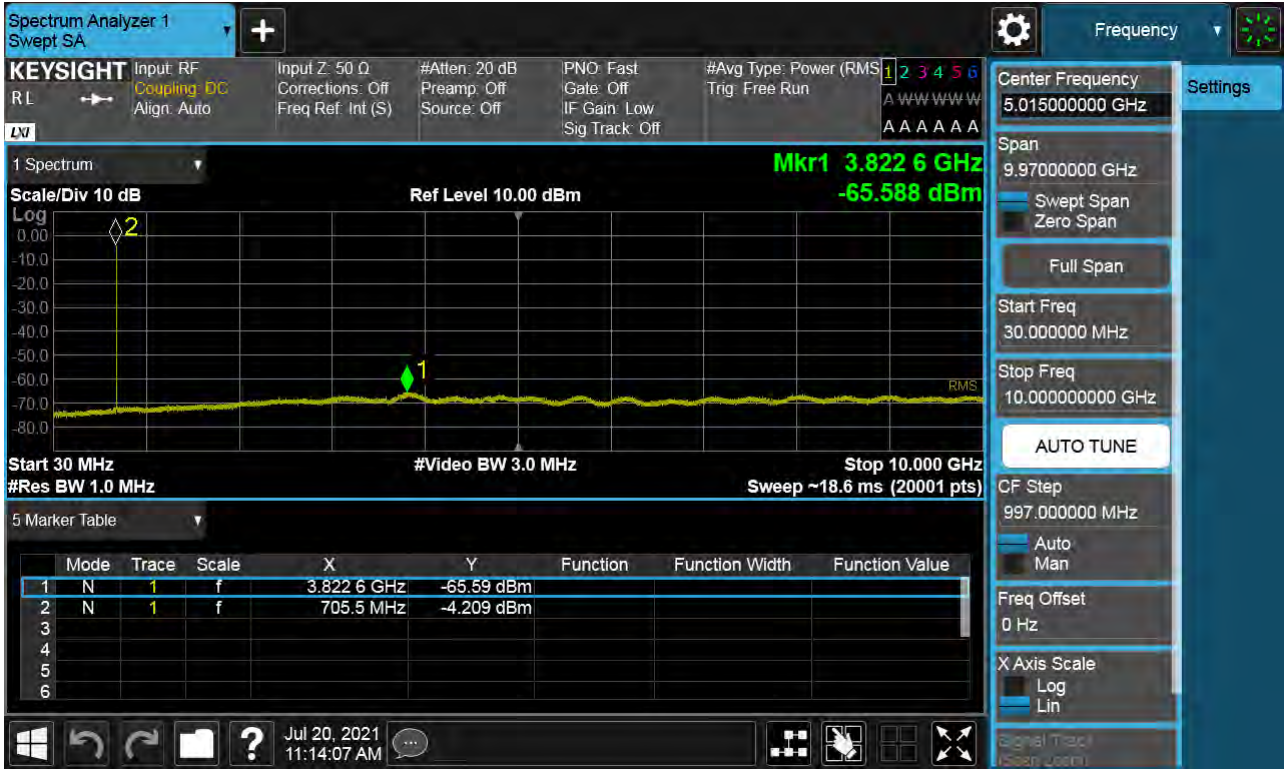 Spectrum Analyzer 1
Swept SA
Frequency
KEYSIGHT
R L
LXI
Input: RF
Coupling: DC
Align: Auto
Input Z: 50 Ω
Corrections: Off
Freq Ref: Int (S)
#Atten: 20 dB
Preamp: Off
Source: Off
PNO: Fast
Gate: Off
IF Gain: Low
Sig Track: Off
#Avg Type: Power (RMS
Trig: Free Run
1 2 3 4 5 6
A W W W W W
A A A A A A
1 Spectrum
Mkr1 3.822 6 GHz
-65.588 dBm
Scale/Div 10 dB
Ref Level 10.00 dBm
Log
0.00
-10.0
-20.0
-30.0
-40.0
-50.0
-60.0
-70.0
-80.0
2
1
RMS
Start 30 MHz
#Video BW 3.0 MHz
Stop 10.000 GHz
#Res BW 1.0 MHz
Sweep ~18.6 ms (20001 pts)
5 Marker Table
Mode Trace Scale X Y Function Function Width Function Value
1 N 1 f 3.822 6 GHz -65.59 dBm
2 N 1 f 705.5 MHz -4.209 dBm
3
4
5
6
Jul 20, 2021
11:14:07 AM
Settings
Center Frequency
5.015000000 GHz
Span
9.97000000 GHz
Swept Span
Zero Span
Full Span
Start Freq
30.000000 MHz
Stop Freq
10.000000000 GHz
AUTO TUNE
CF Step
997.000000 MHz
Auto
Man
Freq Offset
0 Hz
X Axis Scale
Log
Lin
Signal Track
(Span Zoom)